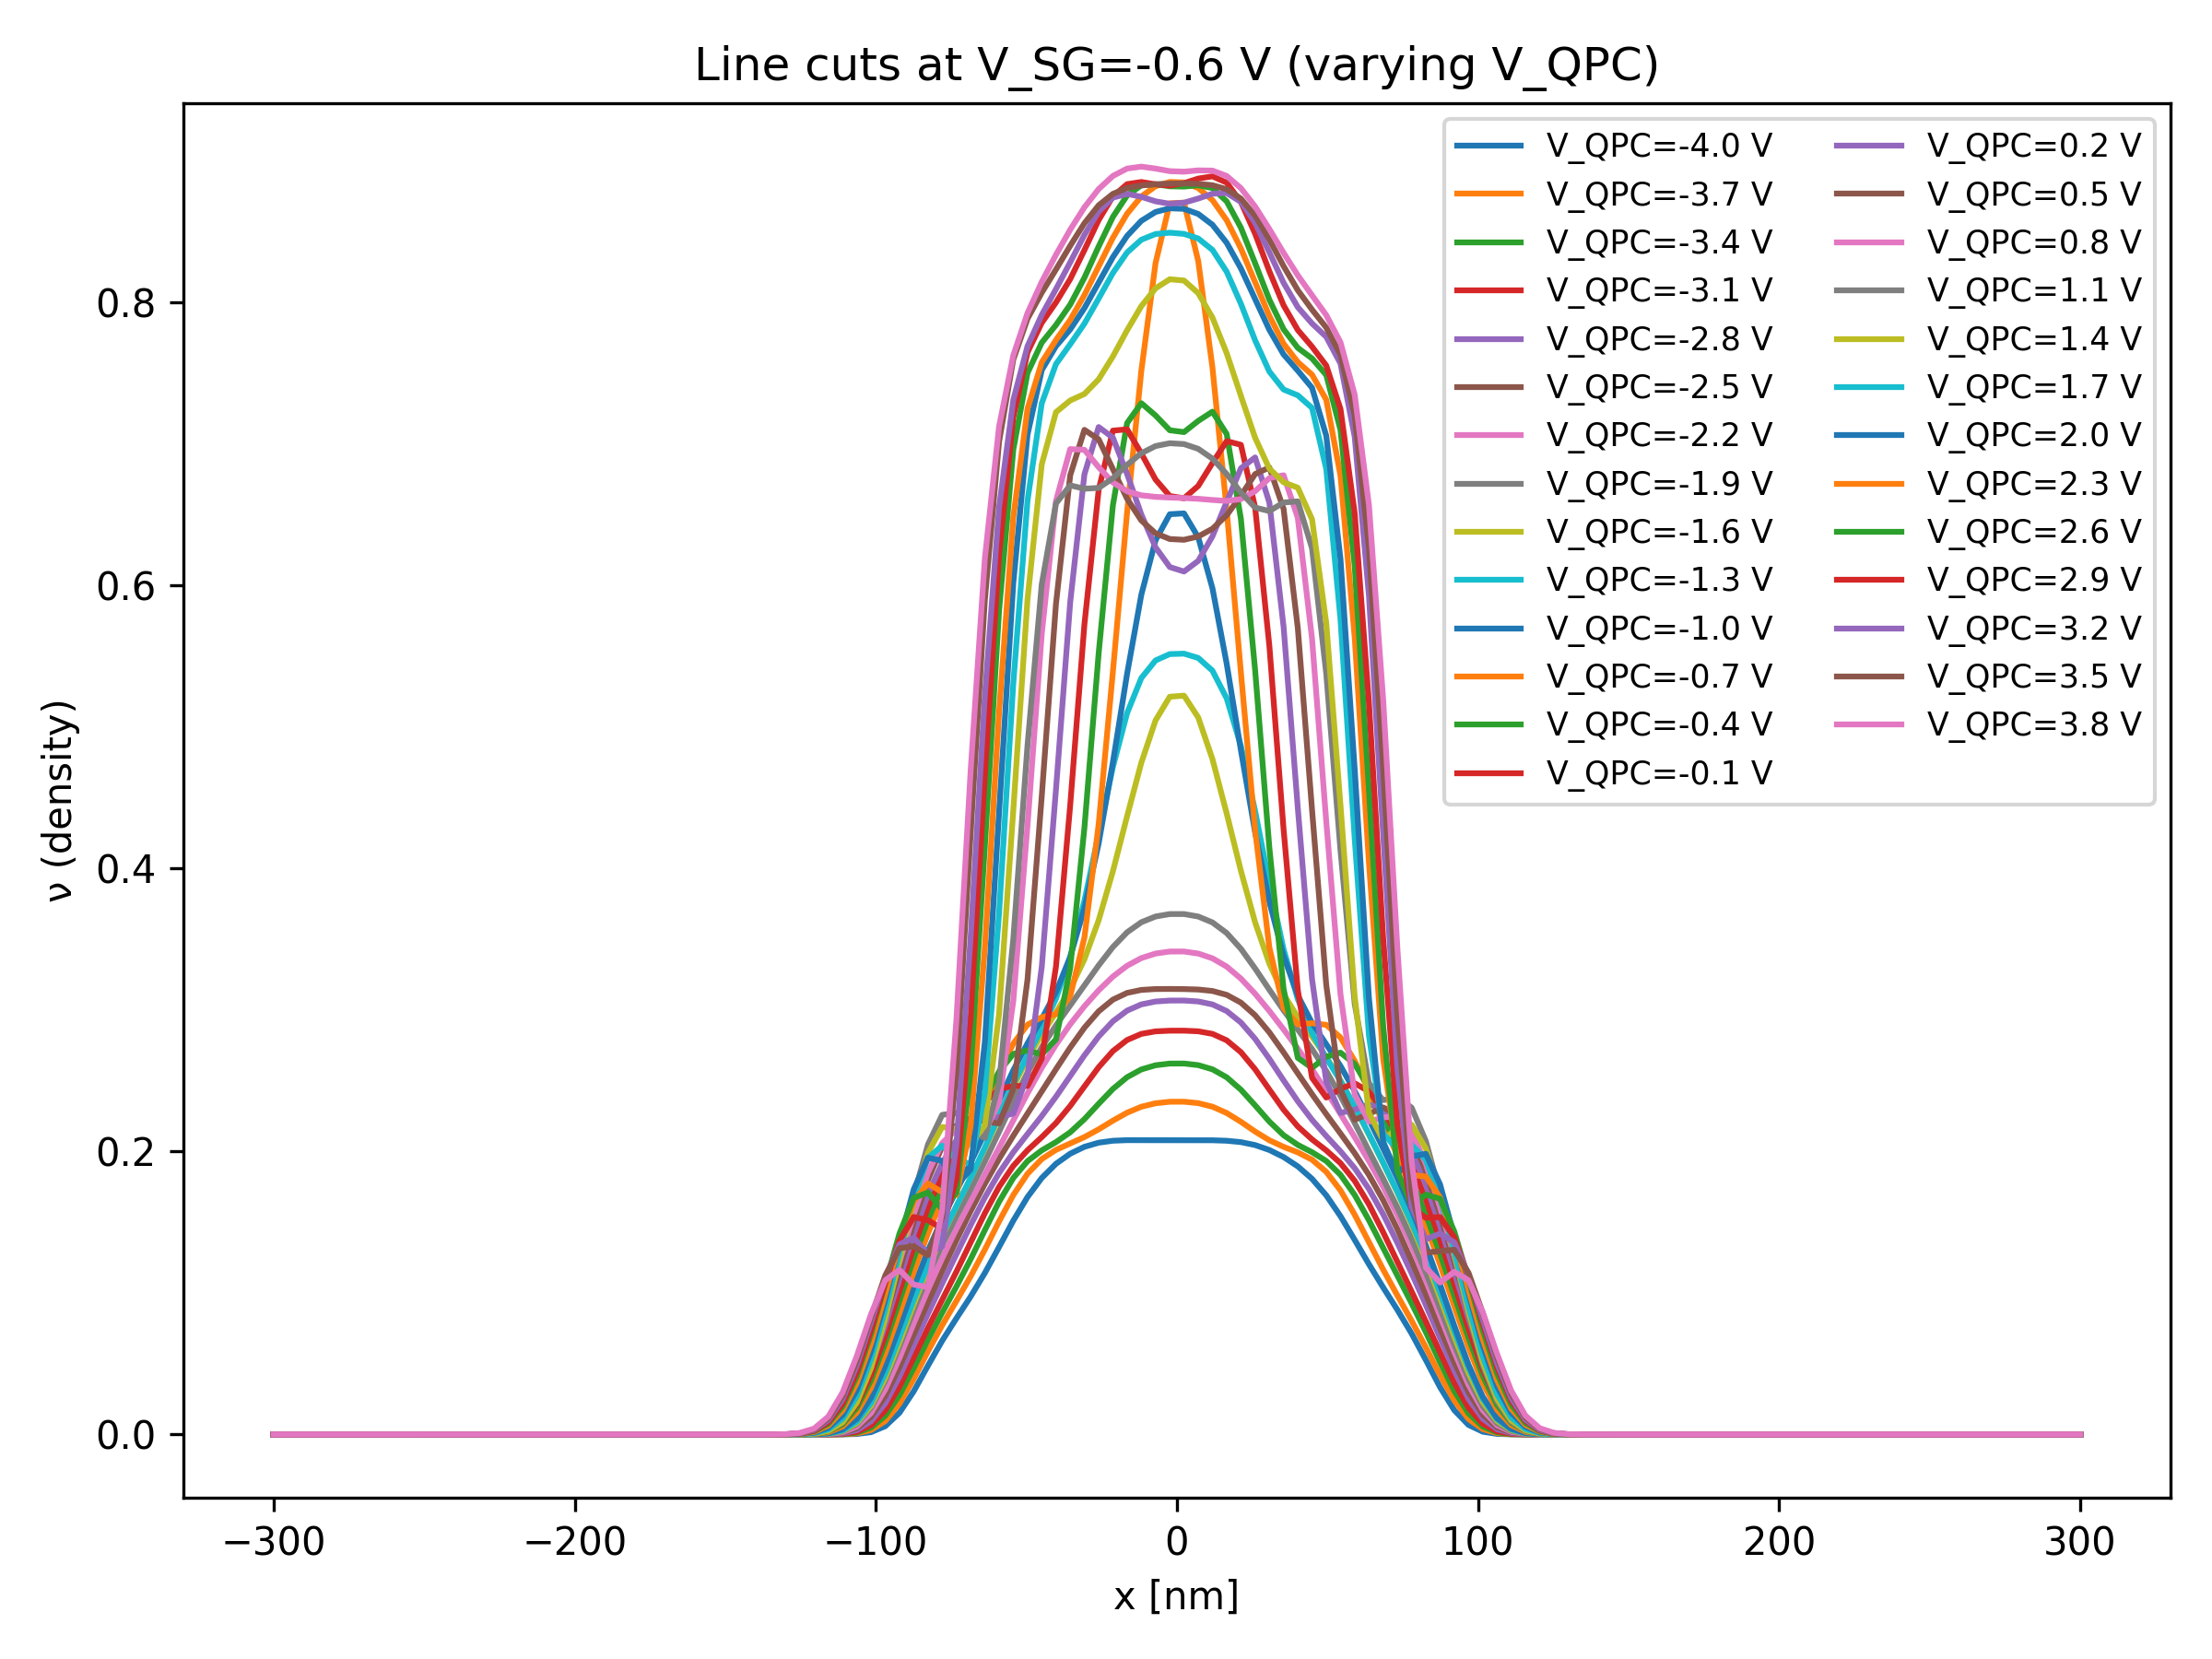 Line cuts at V_SG=-0.6 V (varying V_QPC)
V_QPC=-4.0 V
V_QPC=-3.7 V
V_QPC=-3.4 V
V_QPC=-3.1 V
V_QPC=-2.8 V
V_QPC=-2.5 V
V_QPC=-2.2 V
V_QPC=-1.9 V
V_QPC=-1.6 V
V_QPC=-1.3 V
V_QPC=-1.0 V
V_QPC=-0.7 V
V_QPC=-0.4 V
V_QPC=-0.1 V
V_QPC=0.2 V
V_QPC=0.5 V
V_QPC=0.8 V
V_QPC=1.1 V
V_QPC=1.4 V
V_QPC=1.7 V
V_QPC=2.0 V
V_QPC=2.3 V
V_QPC=2.6 V
V_QPC=2.9 V
V_QPC=3.2 V
V_QPC=3.5 V
V_QPC=3.8 V
ν (density)
0.8
0.6
0.4
0.2
0.0
−300
−200
−100
0
100
200
300
x [nm]